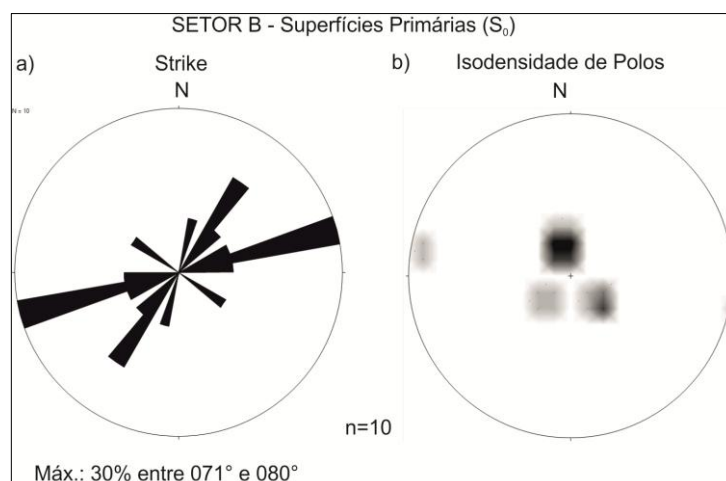 SETOR B - Superfícies Primárias (S₀)
a) Strike
b) Isodensidade de Polos
N
N
N = 10
n=10
Máx.: 30% entre 071° e 080°